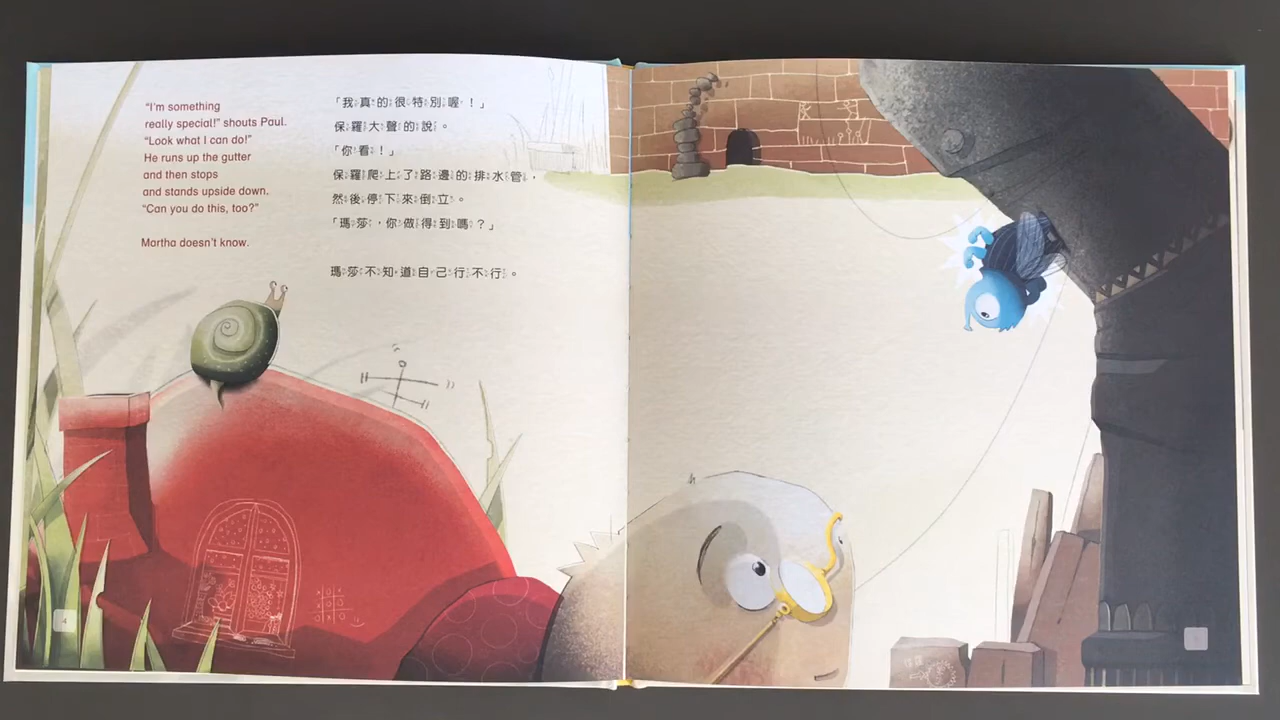 “I’m something
really special!” shouts Paul.
“Look what I can do!”
He runs up the gutter
and then stops
and stands upside down.
“Can you do this, too?”
Martha doesn’t know.
「我真的很特別喔！」
保羅大聲的說。
「你看！」
保羅爬上了路邊的排水管，
然後停下來倒立。
「瑪莎，你做得到嗎？」
瑪莎不知道自己行不行。
4
保羅